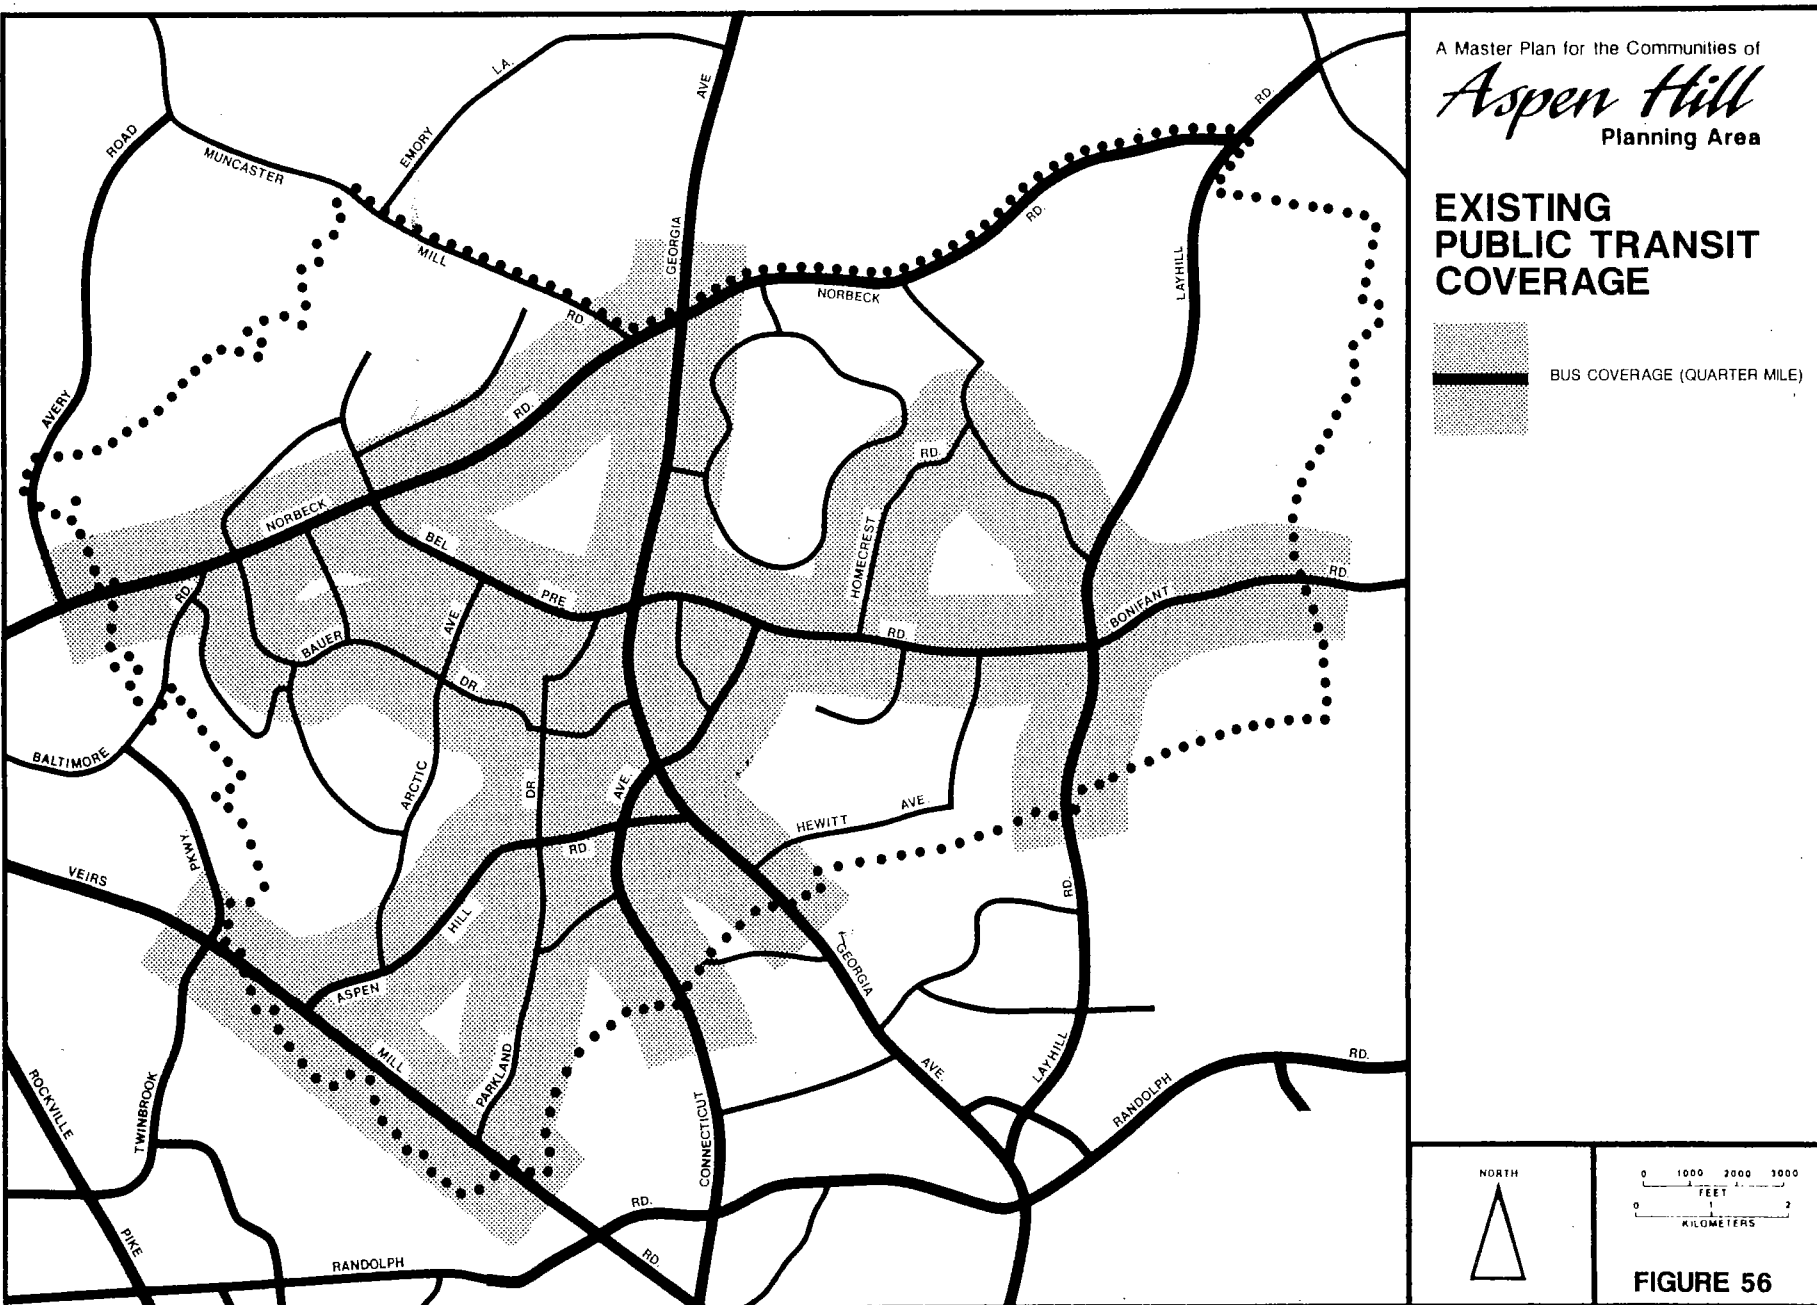 A Master Plan for the Communities of
Aspen Hill
Planning Area
EXISTING
PUBLIC TRANSIT
COVERAGE
BUS COVERAGE (QUARTER MILE)
LA.
EMORY
AVE
GEORGIA
ROAD
AVERY
MUNCASTER
MILL
RD.
RD.
RD.
NORBECK
LAYHILL
RD.
NORBECK
BEL
PRE
RD.
RD.
HOMECREST
BONIFANT
RD.
RD.
BAUER
DR.
AVE.
ARCTIC
DR.
AVE.
BALTIMORE
PKWY.
VEIRS
HILL
RD.
ASPEN
HEWITT
AVE.
RD.
GEORGIA
AVE.
LAYHILL
RANDOLPH
RD.
MILL
PARKLAND
CONNECTICUT
ROCKVILLE
PIKE
TWINBROOK
RANDOLPH
RD.
RD.
NORTH
0 1000 2000 3000
FEET
0 1 2
KILOMETERS
FIGURE 56